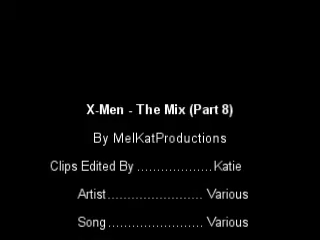 X-Men - The Mix (Part 8)
By MelKatProductions
Clips Edited By ...................Katie
Artist........................ Various
Song........................ Various